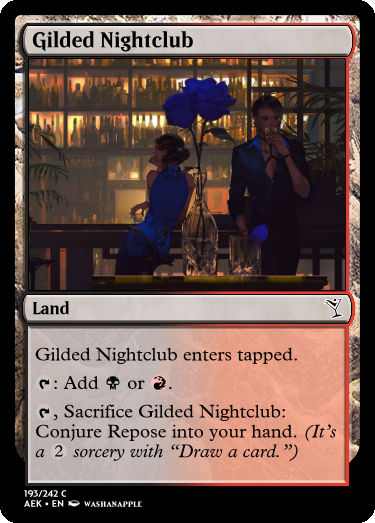 Gilded Nightclub
Land
Gilded Nightclub enters tapped.
: Add or .
, Sacrifice Gilded Nightclub:
Conjure Repose into your hand. (It's
a 2 sorcery with “Draw a card.”)
193/242 C
AEK • EN WASHANAPPLE